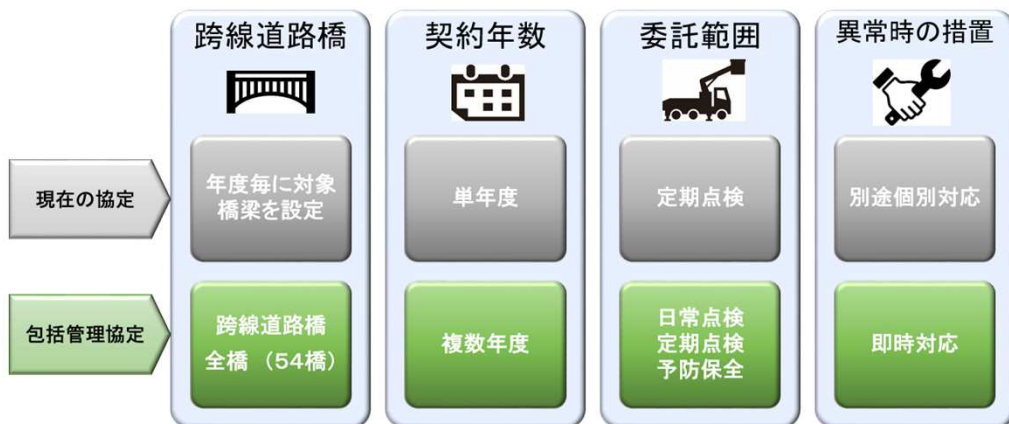 跨線道路橋
契約年数
委託範囲
異常時の措置
現在の協定
年度毎に対象
橋梁を設定
単年度
定期点検
別途個別対応
包括管理協定
跨線道路橋
全橋（54橋）
複数年度
日常点検
定期点検
予防保全
即時対応